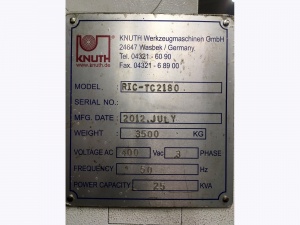 KNUTH Werkzeugmaschinen GmbH
24647 Wasbek / Germany
Tel. 04321 - 60 90
Fax. 04321 - 6 89 00
KNUTH
www.knuth.de
MODEL RIC-TC2180
SERIAL NO.
MFG. DATE 2012.JULY
WEIGHT 3500 KG
VOLTAGE AC 400 Vac 3 PHASE
FREQUENCY 50 Hz
POWER CAPACITY 25 KVA